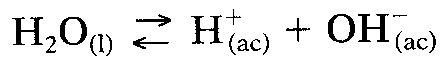 H₂O₍ₗ₎ ⇄ H⁺₍ac₎ + OH⁻₍ac₎